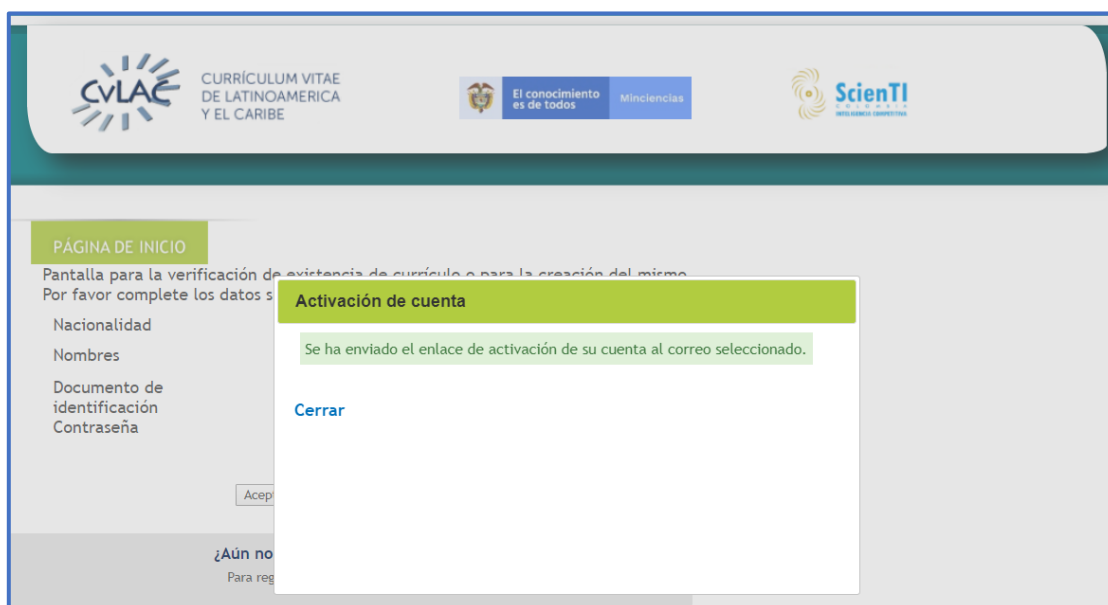 CvLAC
CURRÍCULUM VITAE
DE LATINOAMERICA
Y EL CARIBE
El conocimiento
es de todos
Minciencias
ScienTI
COLOMBIA
INTELIGENCIA COMPETITIVA
PÁGINA DE INICIO
Pantalla para la verificación de existencia de currículo o para la creación del mismo
Por favor complete los datos s
Activación de cuenta
Nacionalidad
Se ha enviado el enlace de activación de su cuenta al correo seleccionado.
Nombres
Documento de
identificación
Cerrar
Contraseña
Acep
¿Aún no
Para reg